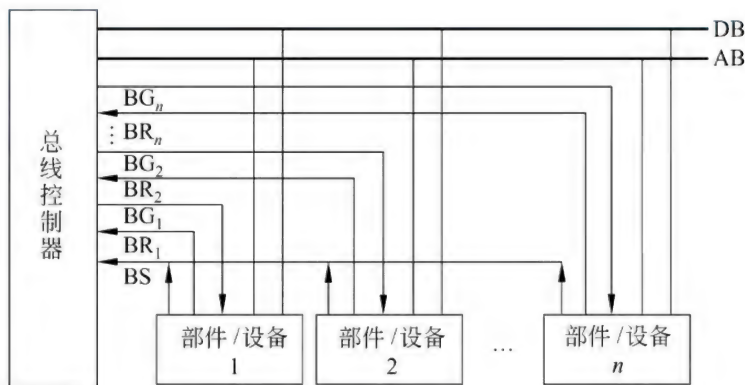 DB
AB
BGₙ
⋮BRₙ
BG₂
BR₂
BG₁
BR₁
BS
总线控制器
部件/设备
1
部件/设备
2
…
部件/设备
n